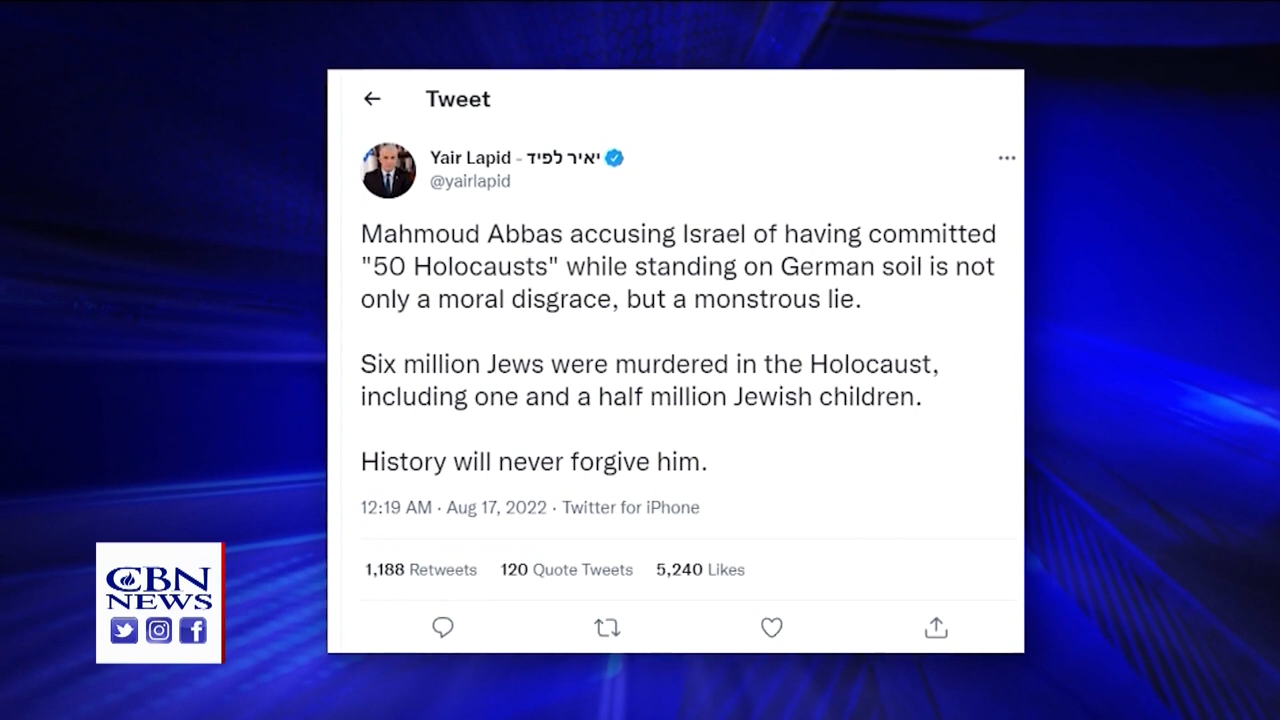 Tweet
Yair Lapid - יאיר לפיד
@yairlapid
Mahmoud Abbas accusing Israel of having committed
"50 Holocausts" while standing on German soil is not
only a moral disgrace, but a monstrous lie.
Six million Jews were murdered in the Holocaust,
including one and a half million Jewish children.
History will never forgive him.
12:19 AM · Aug 17, 2022 · Twitter for iPhone
1,188 Retweets 120 Quote Tweets 5,240 Likes
CBN
NEWS